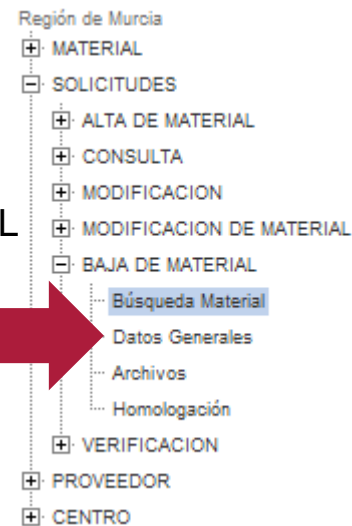 Región de Murcia
MATERIAL
SOLICITUDES
ALTA DE MATERIAL
CONSULTA
MODIFICACION
L
MODIFICACION DE MATERIAL
BAJA DE MATERIAL
Búsqueda Material
Datos Generales
Archivos
Homologación
VERIFICACION
PROVEEDOR
CENTRO